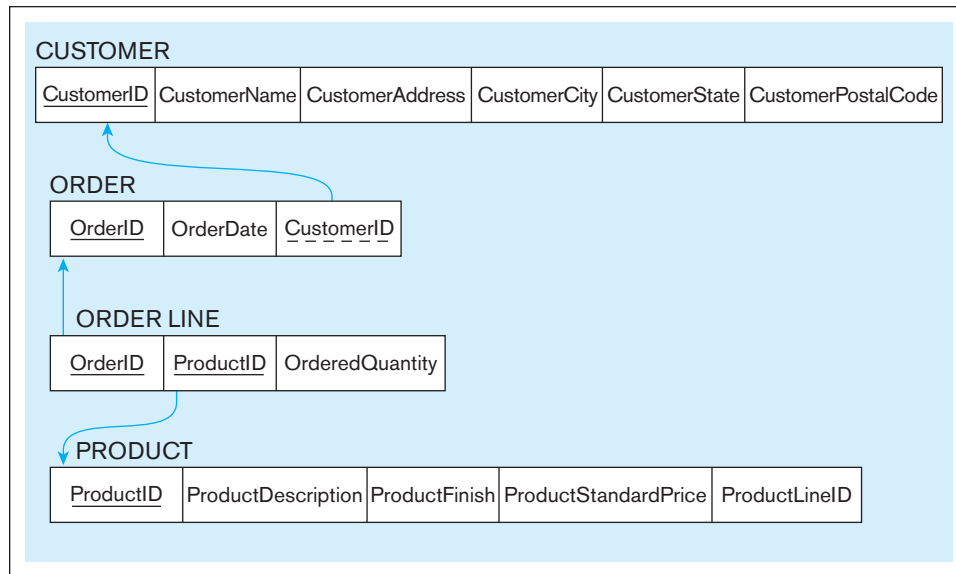 CUSTOMER
CustomerID CustomerName CustomerAddress CustomerCity CustomerState CustomerPostalCode
ORDER
OrderID OrderDate CustomerID
ORDER LINE
OrderID ProductID OrderedQuantity
PRODUCT
ProductID ProductDescription ProductFinish ProductStandardPrice ProductLineID